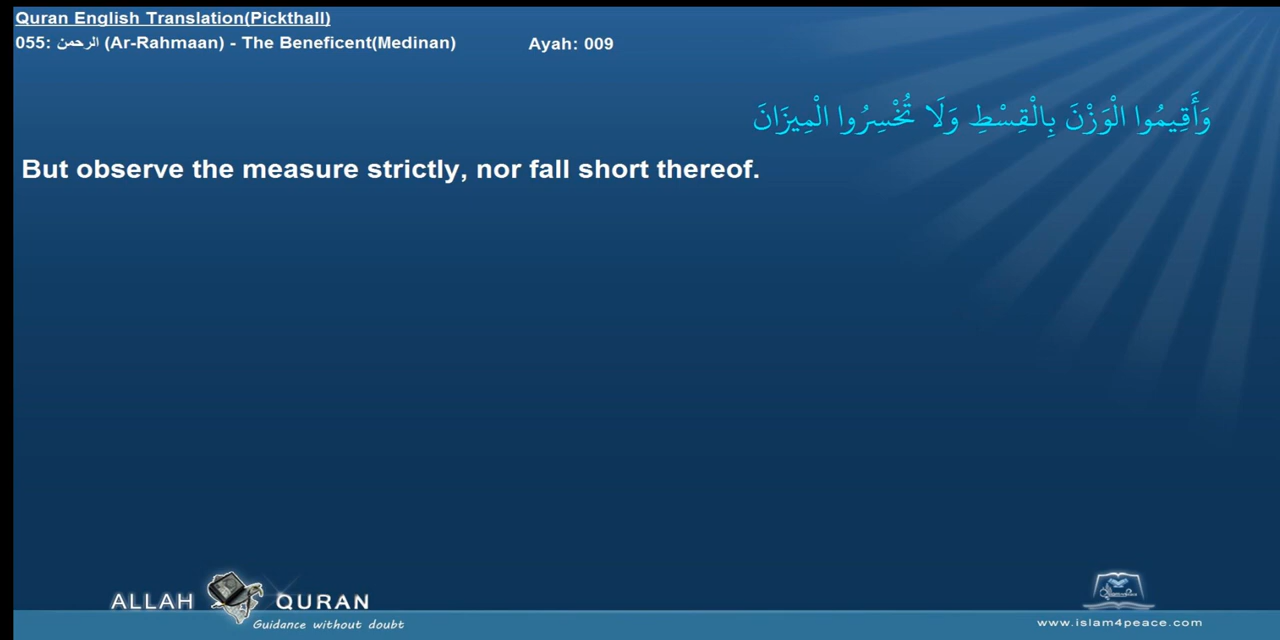 Quran English Translation(Pickthall)
055: الرحمن (Ar-Rahmaan) - The Beneficent(Medinan) Ayah: 009
وَأَقِيمُوا الْوَزْنَ بِالْقِسْطِ وَلَا تُخْسِرُوا الْمِيزَانَ
But observe the measure strictly, nor fall short thereof.
ALLAH QURAN
Guidance without doubt
www.islam4peace.com